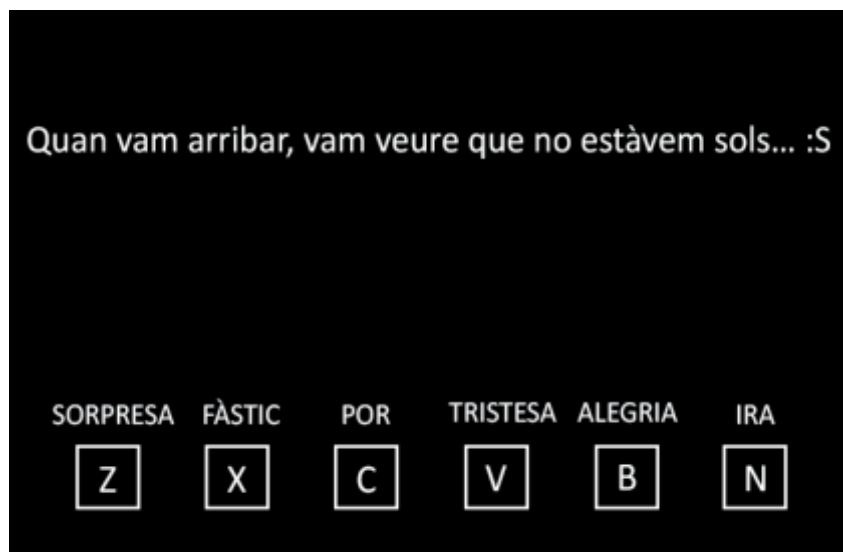 Quan vam arribar, vam veure que no estàvem sols... :S
SORPRESA FÀSTIC POR TRISTESA ALEGRIA IRA
Z X C V B N